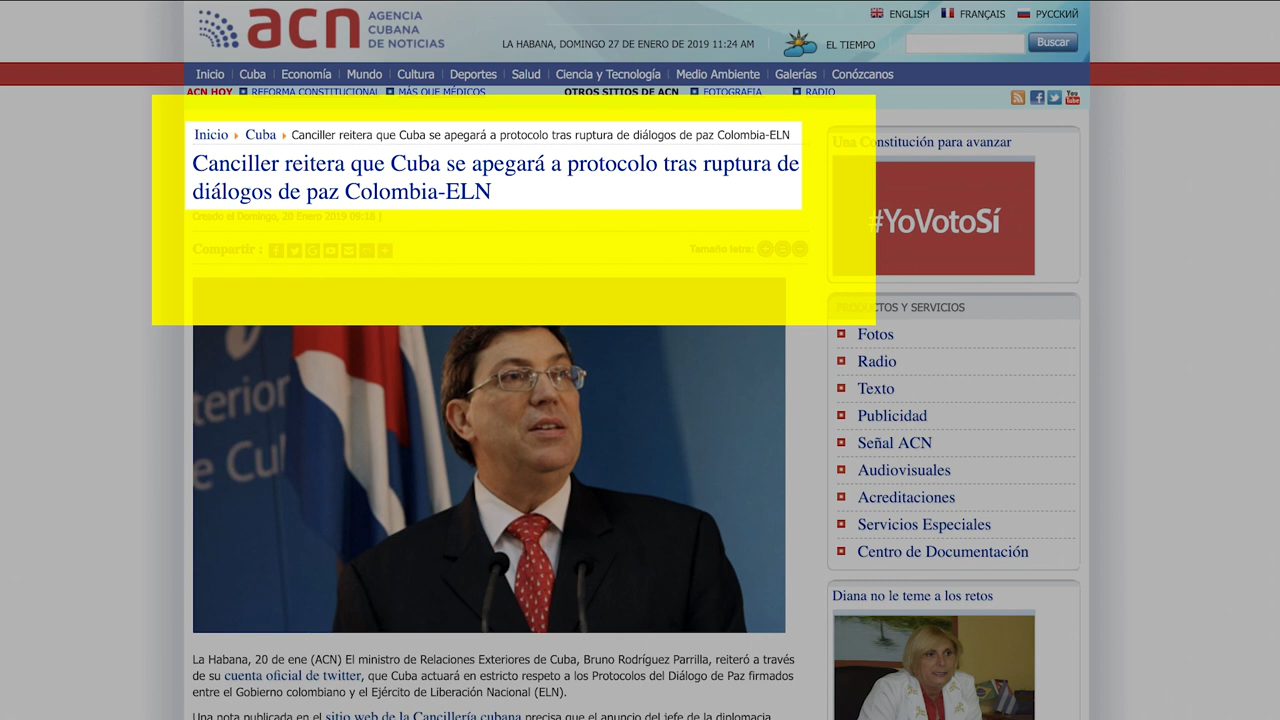 acn AGENCIA
CUBANA
DE NOTICIAS
ENGLISH FRANÇAIS РУССКИЙ
LA HABANA, DOMINGO 27 DE ENERO DE 2019 11:24 AM EL TIEMPO Buscar
Inicio Cuba Economía Mundo Cultura Deportes Salud Ciencia y Tecnología Medio Ambiente Galerías Conózcanos
ACN HOY REFORMA CONSTITUCIONAL MÁS QUE MÉDICOS OTROS SITIOS DE ACN FOTOGRAFIA RADIO
You Tube
Inicio Cuba Canciller reitera que Cuba se apegará a protocolo tras ruptura de diálogos de paz Colombia-ELN
Canciller reitera que Cuba se apegará a protocolo tras ruptura de
diálogos de paz Colombia-ELN
Creado el Domingo, 20 Enero 2019 09:18 |
Compartir : Tamaño letra:
terior
e Cu
La Habana, 20 de ene (ACN) El ministro de Relaciones Exteriores de Cuba, Bruno Rodríguez Parrilla, reiteró a través
de su cuenta oficial de twitter, que Cuba actuará en estricto respeto a los Protocolos del Diálogo de Paz firmados
entre el Gobierno colombiano y el Ejército de Liberación Nacional (ELN).
Una nota publicada en el sitio web de la Cancillería cubana precisa que el anuncio del jefe de la diplomacia
Una Constitución para avanzar
#YoVotoSí
PRODUCTOS Y SERVICIOS
Fotos
Radio
Texto
Publicidad
Señal ACN
Audiovisuales
Acreditaciones
Servicios Especiales
Centro de Documentación
Diana no le teme a los retos